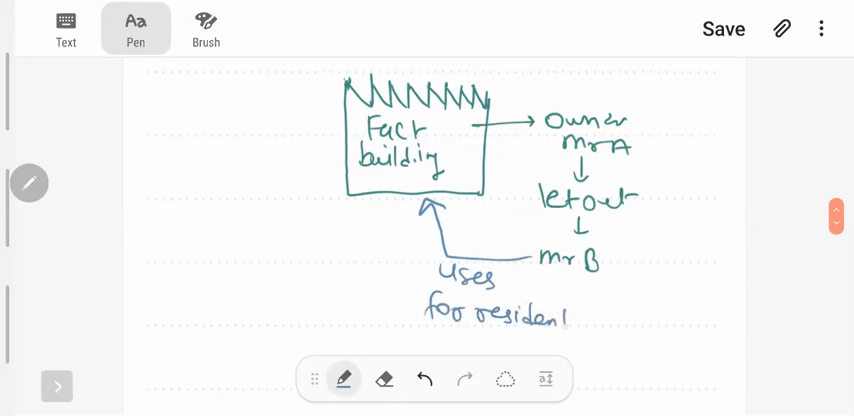 Text
Pen
Brush
Save
Fact
building
owner
Mr A
let out
Mr B
uses
for resident